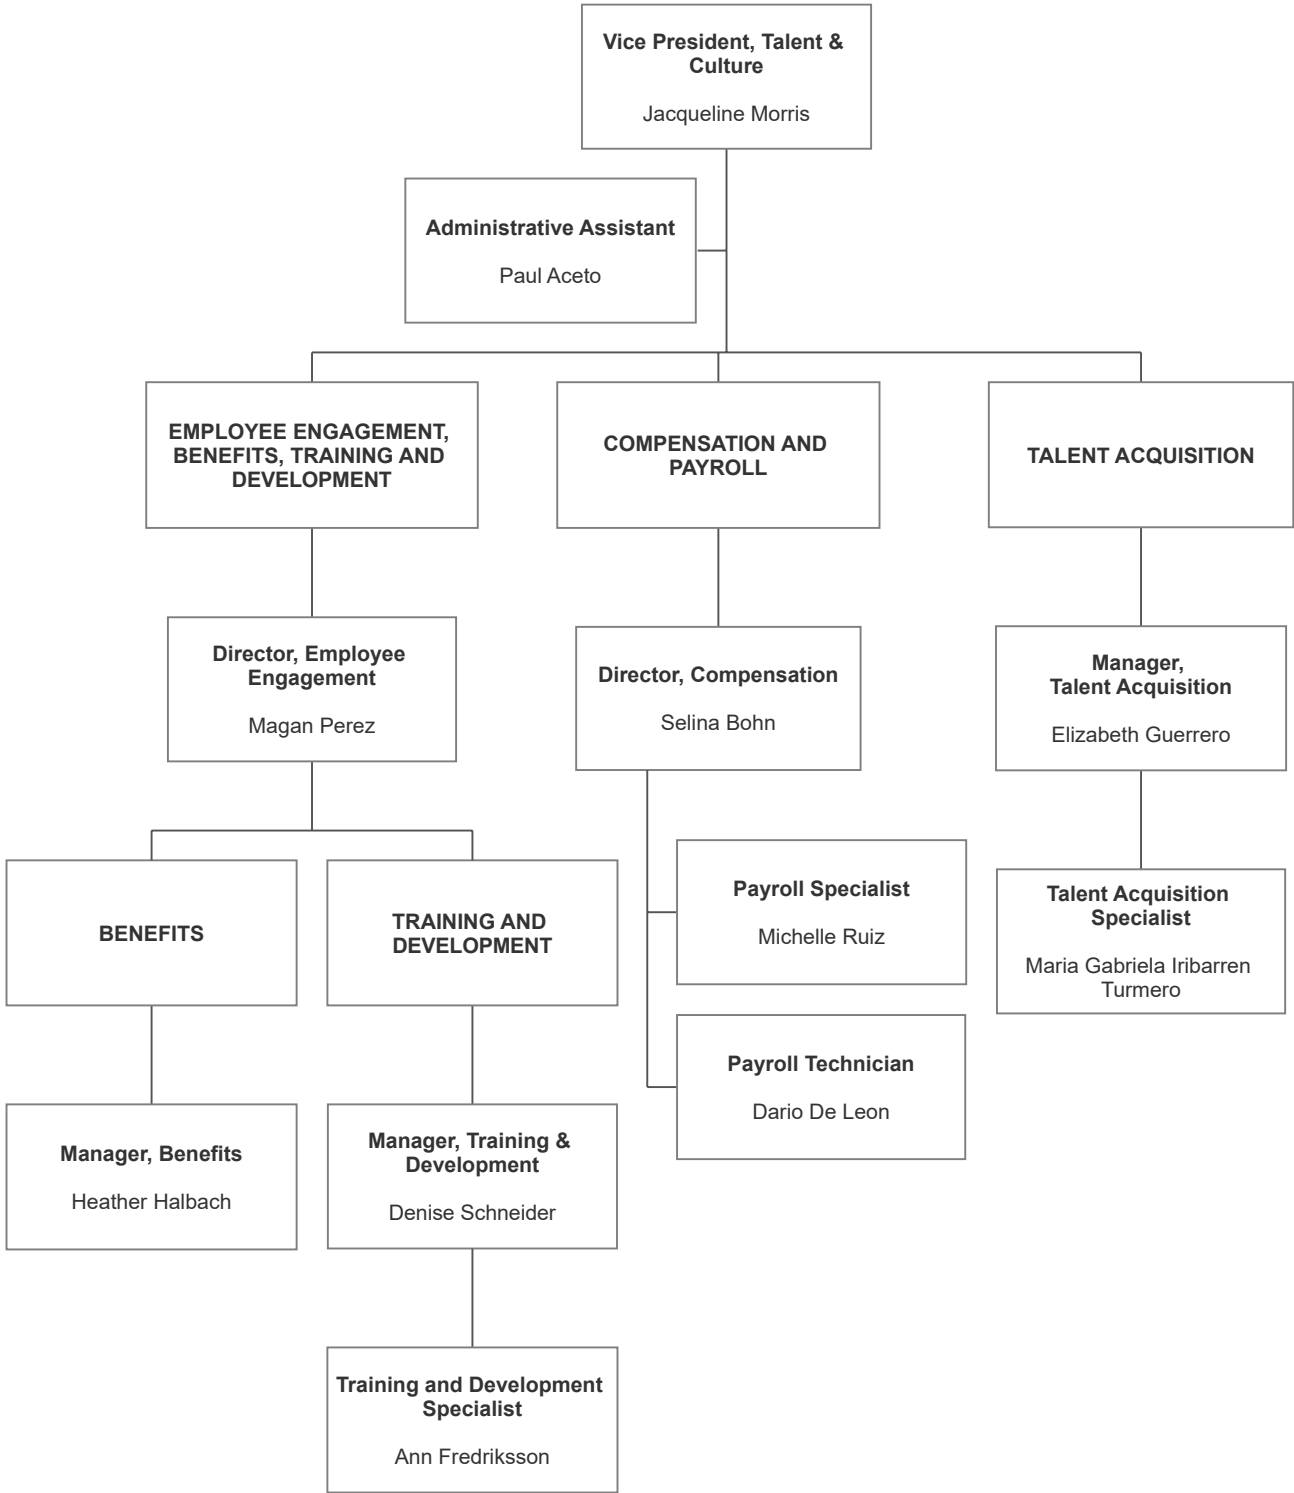 Vice President, Talent &
Culture
Jacqueline Morris
Administrative Assistant
Paul Aceto
EMPLOYEE ENGAGEMENT,
BENEFITS, TRAINING AND
DEVELOPMENT
COMPENSATION AND
PAYROLL
TALENT ACQUISITION
Director, Employee
Engagement
Magan Perez
Director, Compensation
Selina Bohn
Manager,
Talent Acquisition
Elizabeth Guerrero
BENEFITS
TRAINING AND
DEVELOPMENT
Payroll Specialist
Michelle Ruiz
Talent Acquisition
Specialist
Maria Gabriela Iribarren
Turmero
Payroll Technician
Dario De Leon
Manager, Benefits
Heather Halbach
Manager, Training &
Development
Denise Schneider
Training and Development
Specialist
Ann Fredriksson